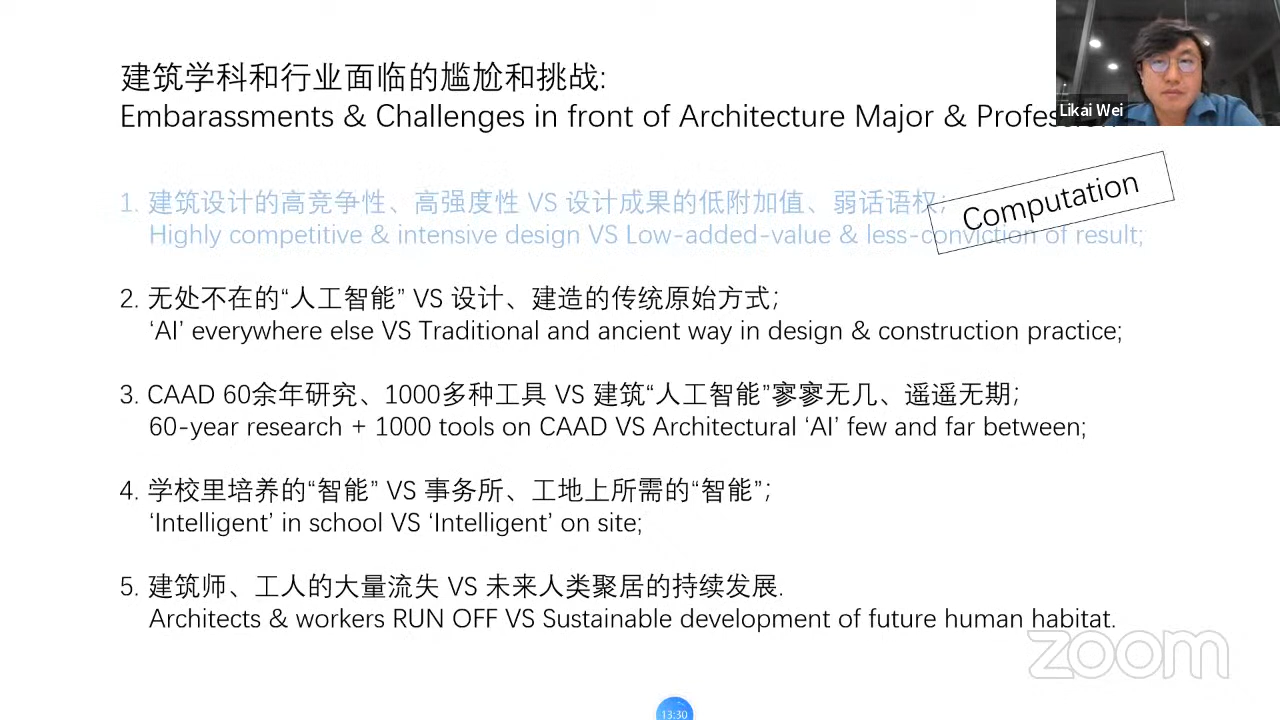 建筑学科和行业面临的尴尬和挑战:
Embarassments & Challenges in front of Architecture Major &
Likai Wei
1. 建筑设计的高竞争性、高强度性 VS 设计成果的低附加值、弱话语权;
Computation
Highly competitive & intensive design VS Low-added-value & less-conviction of result;
2. 无处不在的“人工智能” VS 设计、建造的传统原始方式;
‘AI’ everywhere else VS Traditional and ancient way in design & construction practice;
3. CAAD 60余年研究、1000多种工具 VS 建筑“人工智能”寥寥无几、遥遥无期;
60-year research + 1000 tools on CAAD VS Architectural ‘AI’ few and far between;
4. 学校里培养的“智能” VS 事务所、工地上所需的“智能”;
‘Intelligent’ in school VS ‘Intelligent’ on site;
5. 建筑师、工人的大量流失 VS 未来人类聚居的持续发展.
Architects & workers RUN OFF VS Sustainable development of future human habitat.
zoom
13:30